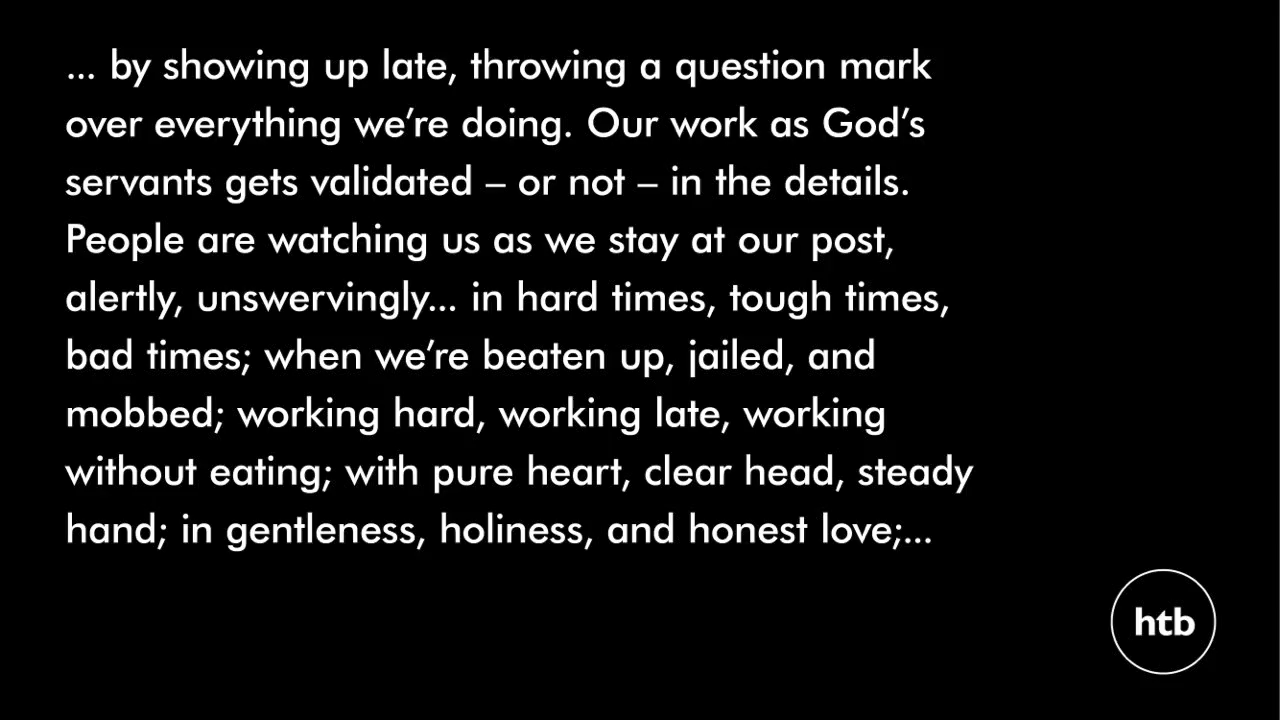 ... by showing up late, throwing a question mark
over everything we’re doing. Our work as God’s
servants gets validated – or not – in the details.
People are watching us as we stay at our post,
alertly, unswervingly... in hard times, tough times,
bad times; when we’re beaten up, jailed, and
mobbed; working hard, working late, working
without eating; with pure heart, clear head, steady
hand; in gentleness, holiness, and honest love;...
htb